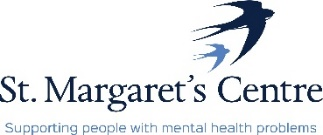 St. Margaret's Centre
Supporting people with mental health problems